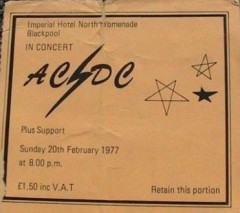 Imperial Hotel North Promenade
Blackpool
IN CONCERT
AC⚡DC
Plus Support
Sunday 20th February 1977
at 8.00 p.m.
£1.50 inc V.A.T
Retain this portion